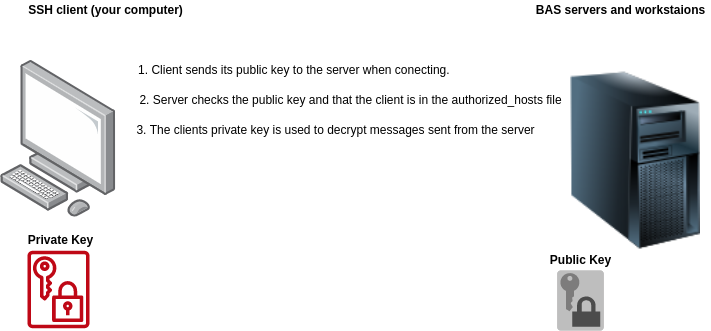 SSH client (your computer)
BAS servers and workstaions
1. Client sends its public key to the server when conecting.
2. Server checks the public key and that the client is in the authorized_hosts file
3. The clients private key is used to decrypt messages sent from the server
Private Key
Public Key